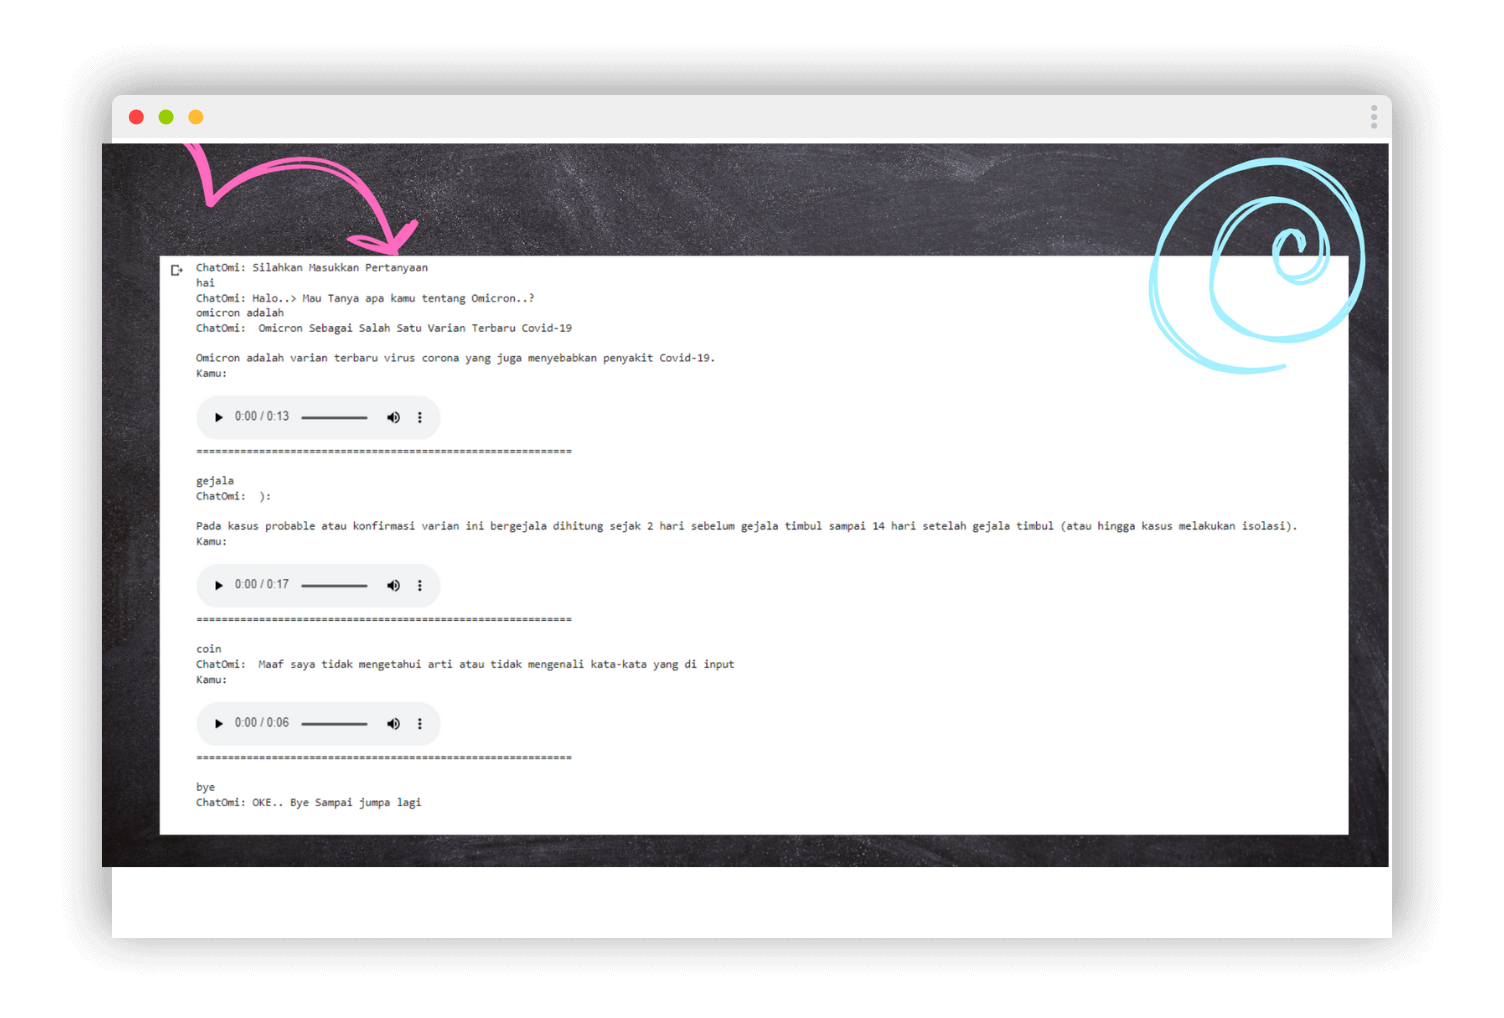 ChatOmi: Silahkan Masukkan Pertanyaan
hai
ChatOmi: Halo..> Mau Tanya apa kamu tentang Omicron..?
omicron adalah
ChatOmi:  Omicron Sebagai Salah Satu Varian Terbaru Covid-19
Omicron adalah varian terbaru virus corona yang juga menyebabkan penyakit Covid-19.
Kamu:
0:00 / 0:13
============================================================
gejala
ChatOmi:  ):
Pada kasus probable atau konfirmasi varian ini bergejala dihitung sejak 2 hari sebelum gejala timbul sampai 14 hari setelah gejala timbul (atau hingga kasus melakukan isolasi).
Kamu:
0:00 / 0:17
============================================================
coin
ChatOmi:  Maaf saya tidak mengetahui arti atau tidak mengenali kata-kata yang di input
Kamu:
0:00 / 0:06
============================================================
bye
ChatOmi: OKE.. Bye Sampai jumpa lagi